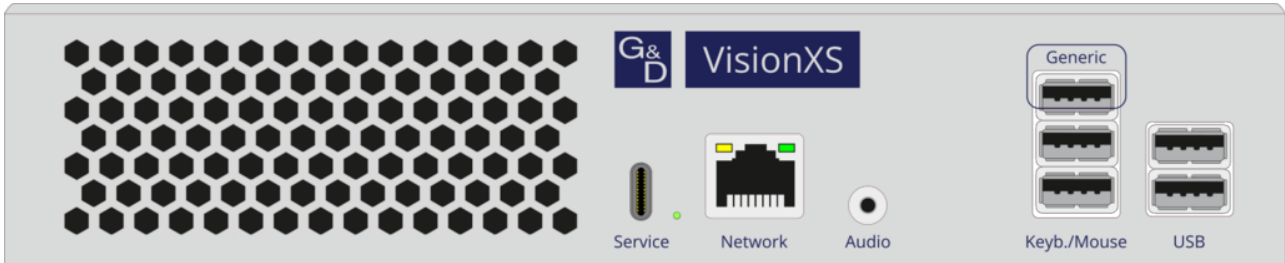 G&D
VisionXS
Generic
Service
Network
Audio
Keyb./Mouse
USB